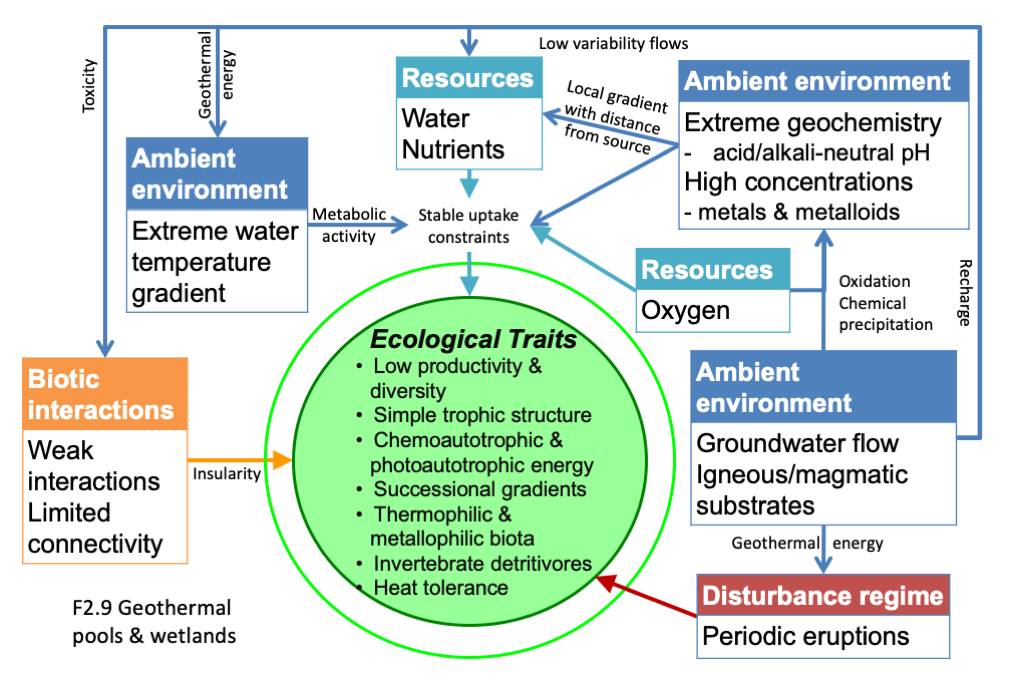 Low variability flows
Toxicity
Geothermal
energy
Resources
Water
Nutrients
Local gradient
with distance
from source
Ambient environment
Extreme geochemistry
- acid/alkali-neutral pH
High concentrations
- metals & metalloids
Ambient
environment
Extreme water
temperature
gradient
Metabolic
activity
Stable uptake
constraints
Resources
Oxygen
Oxidation
Chemical
precipitation
Recharge
Biotic
interactions
Weak
interactions
Limited
connectivity
Insularity
Ecological Traits
• Low productivity &
diversity
• Simple trophic structure
• Chemoautotrophic &
photoautotrophic energy
• Successional gradients
• Thermophilic &
metallophilic biota
• Invertebrate detritivores
• Heat tolerance
Ambient
environment
Groundwater flow
Igneous/magmatic
substrates
Geothermal energy
Disturbance regime
Periodic eruptions
F2.9 Geothermal
pools & wetlands